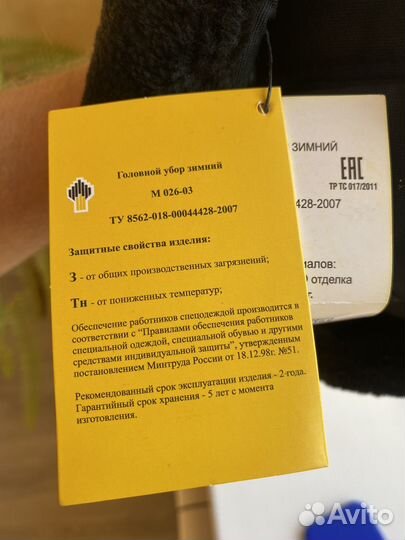 Головной убор зимний
М 026-03
ТУ 8562-018-00044428-2007
Защитные свойства изделия:
З - от общих производственных загрязнений;
Тн - от пониженных температур;
Обеспечение работников спецодеждой производится в
соответствии с "Правилами обеспечения работников
специальной одеждой, специальной обувью и другими
средствами индивидуальной защиты", утвержденным
постановлением Минтруда России от 18.12.98г. №51.
Рекомендованный срок эксплуатации изделия - 2 года.
Гарантийный срок хранения - 5 лет с момента
изготовления.
ЗИМНИЙ
ЕАС
ТР ТС 017/2011
428-2007
иалов:
отделка
г.
Avito